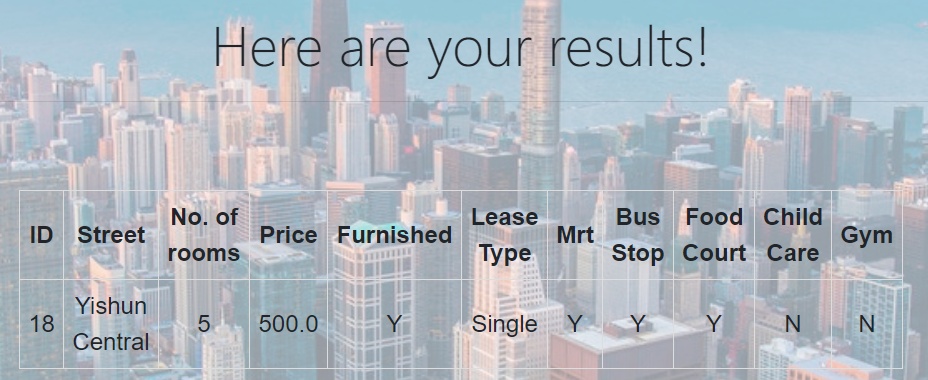 Here are your results!
ID Street No. of rooms Price Furnished Lease Type Mrt Bus Stop Food Court Child Care Gym
18 Yishun Central 5 500.0 Y Single Y Y Y N N